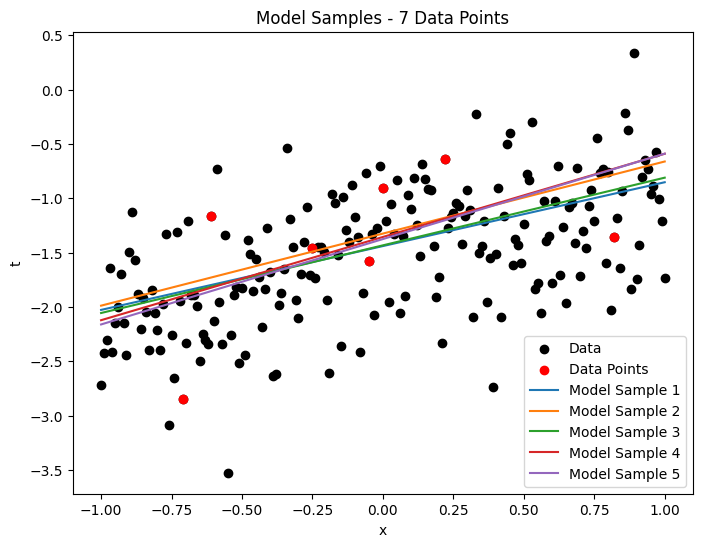 Model Samples - 7 Data Points
t
0.5
0.0
−0.5
−1.0
−1.5
−2.0
−2.5
−3.0
−3.5
Data
Data Points
Model Sample 1
Model Sample 2
Model Sample 3
Model Sample 4
Model Sample 5
−1.00 −0.75 −0.50 −0.25 0.00 0.25 0.50 0.75 1.00
x